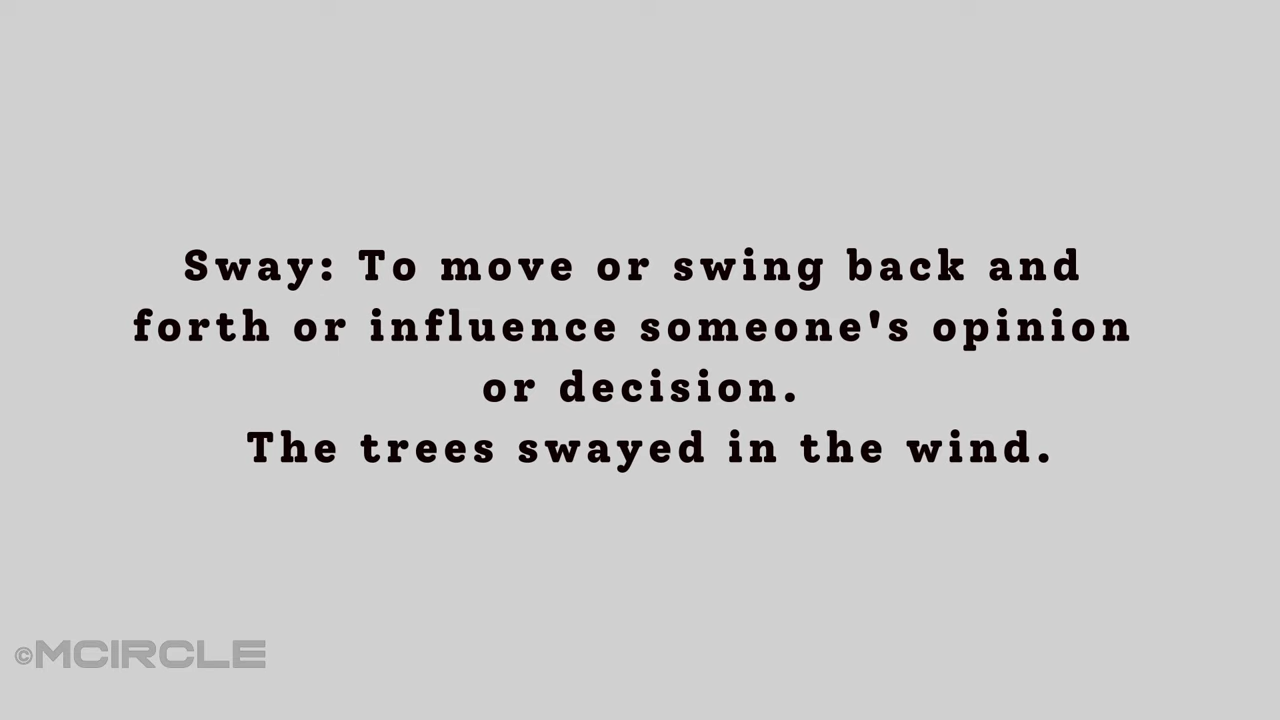 Sway: To move or swing back and
forth or influence someone's opinion
or decision.
The trees swayed in the wind.
©MCIRCLE